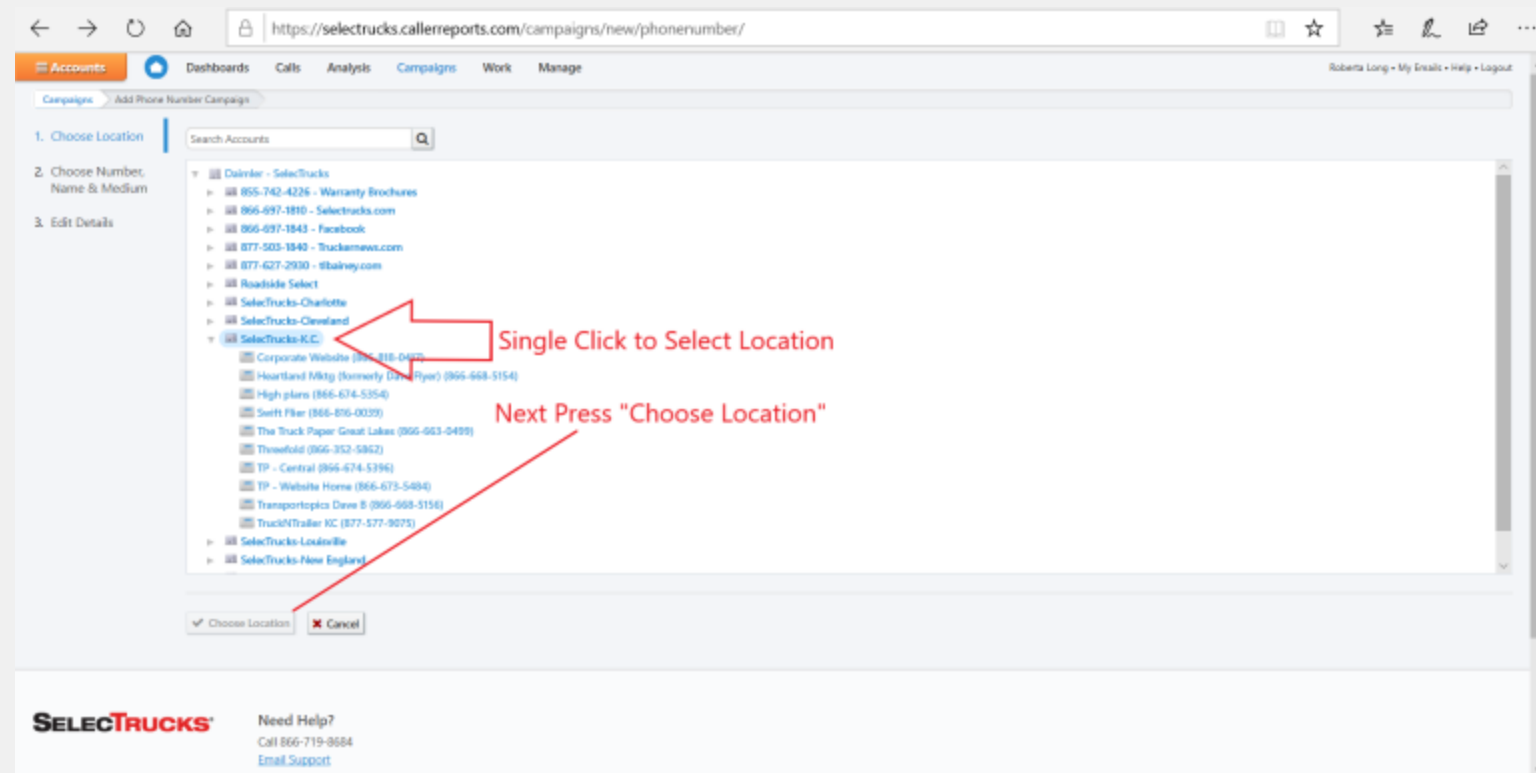 https://selectrucks.callerreports.com/campaigns/new/phonenumber/
Accounts Dashboards Calls Analysis Campaigns Work Manage Roberta Long • My Emails • Help • Logout
Campaigns Add Phone Number Campaign
1. Choose Location
2. Choose Number, Name & Medium
3. Edit Details
Search Accounts
Daimler - SelecTrucks
855-742-4226 - Warranty Brochures
866-697-1810 - Selectrucks.com
866-697-1843 - Facebook
877-503-1840 - Truckernews.com
877-627-2930 -
Roadside Select
SelecTrucks-Charlotte
SelecTrucks-Cleveland
SelecTrucks-K.C.
Single Click to Select Location
Corporate Website
Heartland Mktg (formerly Dave Ryer) (866-668-5154)
High plans (866-674-5354)
Swift Flier (866-816-0039)
Next Press "Choose Location"
The Truck Paper Great Lakes (866-663-0499)
Threefold (866-352-5862)
TP - Central (866-674-5396)
TP - Website Home (866-673-5484)
Transportopics Dave B (866-668-5156)
TruckNTrailer KC (877-577-9075)
SelecTrucks-Louisville
SelecTrucks-New England
Choose Location Cancel
SELECTRUCKS
Need Help?
Call 866-719-8684
Email Support